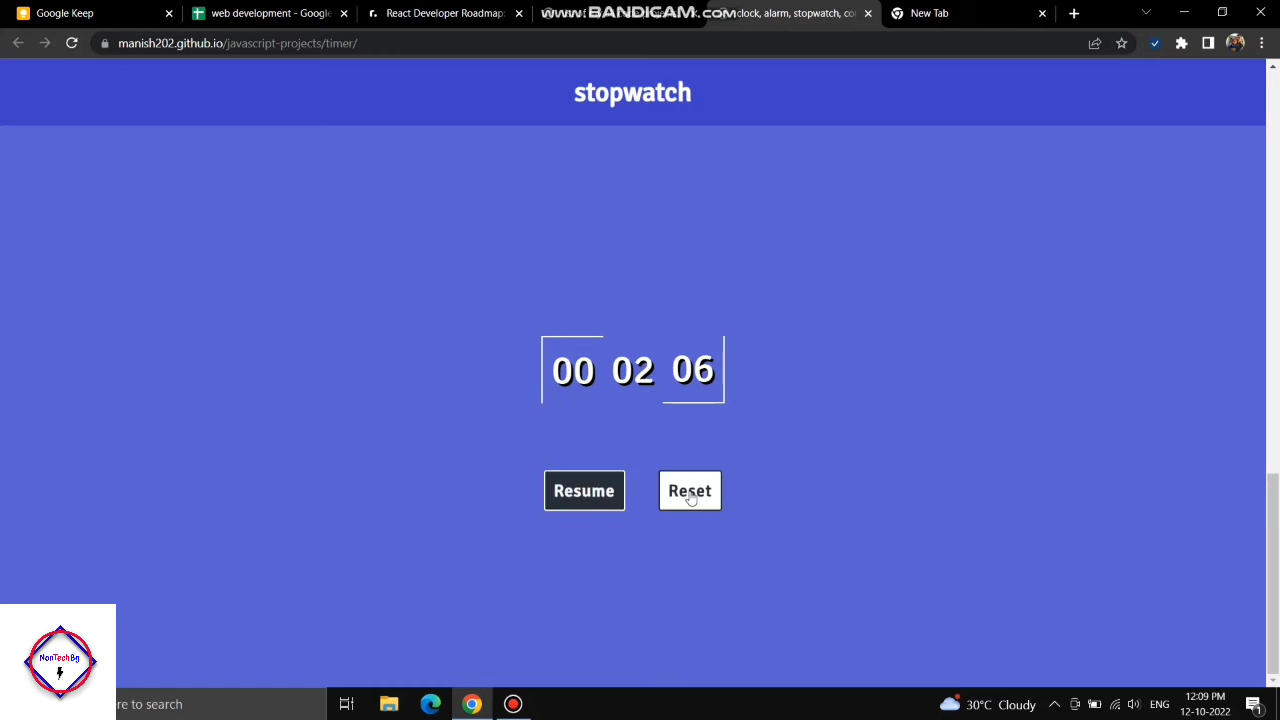 Google Keep
web development - Google
React Developer Roadmap:
www.BANDICAM.com
clock, alarm, stopwatch, co
New Tab
manish202.github.io/javascript-projects/timer/
stopwatch
00 02 06
Resume
Reset
NonTechBg
re to search
30°C Cloudy
ENG
12:09 PM
12-10-2022
1